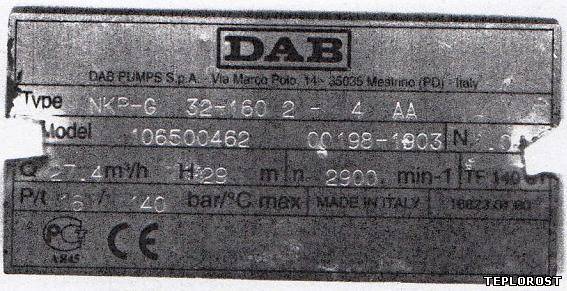 DAB
DAB PUMPS S.p.A. Via Marco Polo, 14 - 35035 Mestrino (PD) - Italy
Type NKP-G 32-160 2 - 4 AA
Model 106500462 00198-1903 N
Q 27.4 m³/h H 29 m n. 2900. min-1 TF 140
P/t 16 / 140 bar/°C max MADE IN ITALY
CE
TEPLOROST